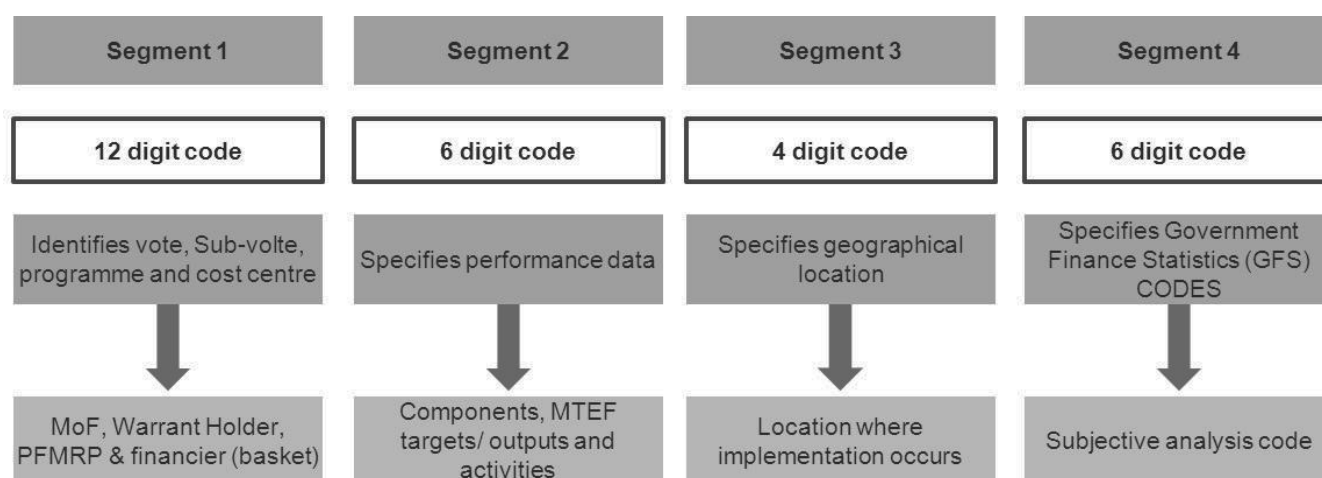 Segment 1
Segment 2
Segment 3
Segment 4
12 digit code
6 digit code
4 digit code
6 digit code
Identifies vote, Sub-volte,
programme and cost centre
Specifies performance data
Specifies geographical
location
Specifies Government
Finance Statistics (GFS)
CODES
MoF, Warrant Holder,
PFMRP & financier (basket)
Components, MTEF
targets/ outputs and
activities
Location where
implementation occurs
Subjective analysis code